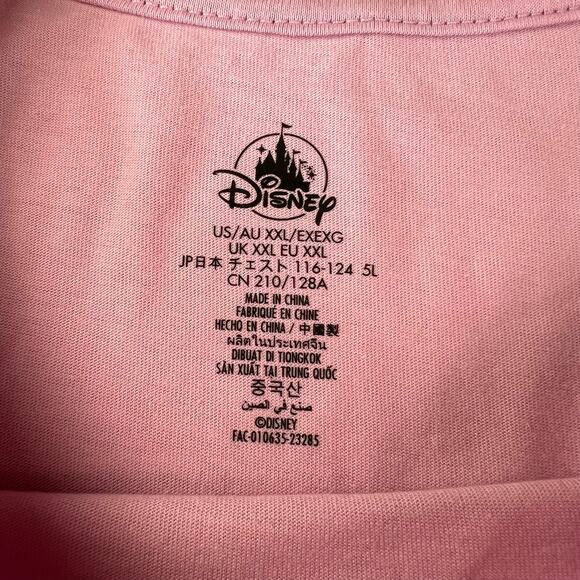 Disney
US/AU XXL/EXEXG
UK XXL EU XXL
JP日本 チェスト 116-124 5L
CN 210/128A
MADE IN CHINA
FABRIQUÉ EN CHINE
HECHO EN CHINA / 中國製
ผลิตในประเทศจีน
DIBUAT DI TIONGKOK
SẢN XUẤT TẠI TRUNG QUỐC
중국산
صنع في الصين
©DISNEY
FAC-010635-23285